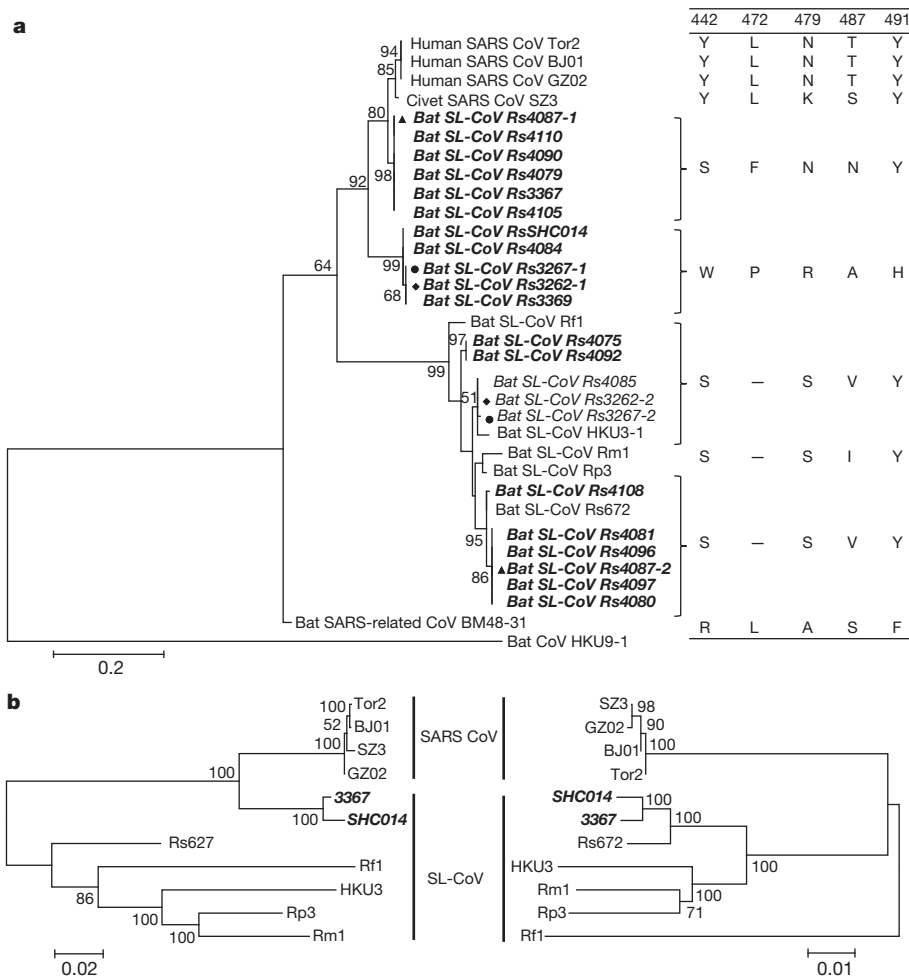 a
442 472 479 487 491
94 Human SARS CoV Tor2 Y L N T Y
85 Human SARS CoV BJ01 Y L N T Y
Human SARS CoV GZ02 Y L N T Y
Civet SARS CoV SZ3 Y L K S Y
80 ▲ Bat SL-CoV Rs4087-1
Bat SL-CoV Rs4110
Bat SL-CoV Rs4090 S F N N Y
98 Bat SL-CoV Rs4079
92 Bat SL-CoV Rs3367
Bat SL-CoV Rs4105
Bat SL-CoV RsSHC014
Bat SL-CoV Rs4084
64 99 ● Bat SL-CoV Rs3267-1 W P R A H
◆ Bat SL-CoV Rs3262-1
68 Bat SL-CoV Rs3369
Bat SL-CoV Rf1
97 Bat SL-CoV Rs4075
99 Bat SL-CoV Rs4092
Bat SL-CoV Rs4085 S – S V Y
51 ◆ Bat SL-CoV Rs3262-2
● Bat SL-CoV Rs3267-2
Bat SL-CoV HKU3-1
Bat SL-CoV Rm1 S – S I Y
Bat SL-CoV Rp3
Bat SL-CoV Rs4108
Bat SL-CoV Rs672
95 Bat SL-CoV Rs4081 S – S V Y
Bat SL-CoV Rs4096
86 ▲ Bat SL-CoV Rs4087-2
Bat SL-CoV Rs4097
Bat SL-CoV Rs4080
Bat SARS-related CoV BM48-31 R L A S F
Bat CoV HKU9-1
0.2
b
100 Tor2
52 BJ01
100 SZ3
GZ02
100
3367
100 SHC014
Rs627
Rf1
86 HKU3
100 Rp3
100 Rm1
0.02
SARS CoV
SL-CoV
SZ3 98
GZ02 90
BJ01 100
Tor2
SHC014 100
3367 100
Rs672
100
HKU3
Rm1 100
Rp3 71
Rf1
0.01